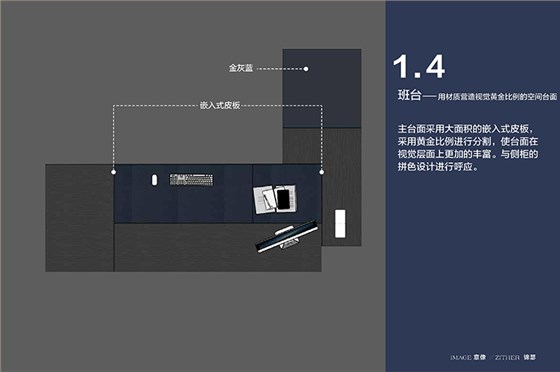 金灰蓝
嵌入式皮板
1.4
班台——用材质营造视觉黄金比例的空间台面
主台面采用大面积的嵌入式皮板，
采用黄金比例进行分割，使台面在
视觉层面上更加的丰富。与侧柜的
拼色设计进行呼应。
IMAGE 意像 / ZITHER 锦瑟